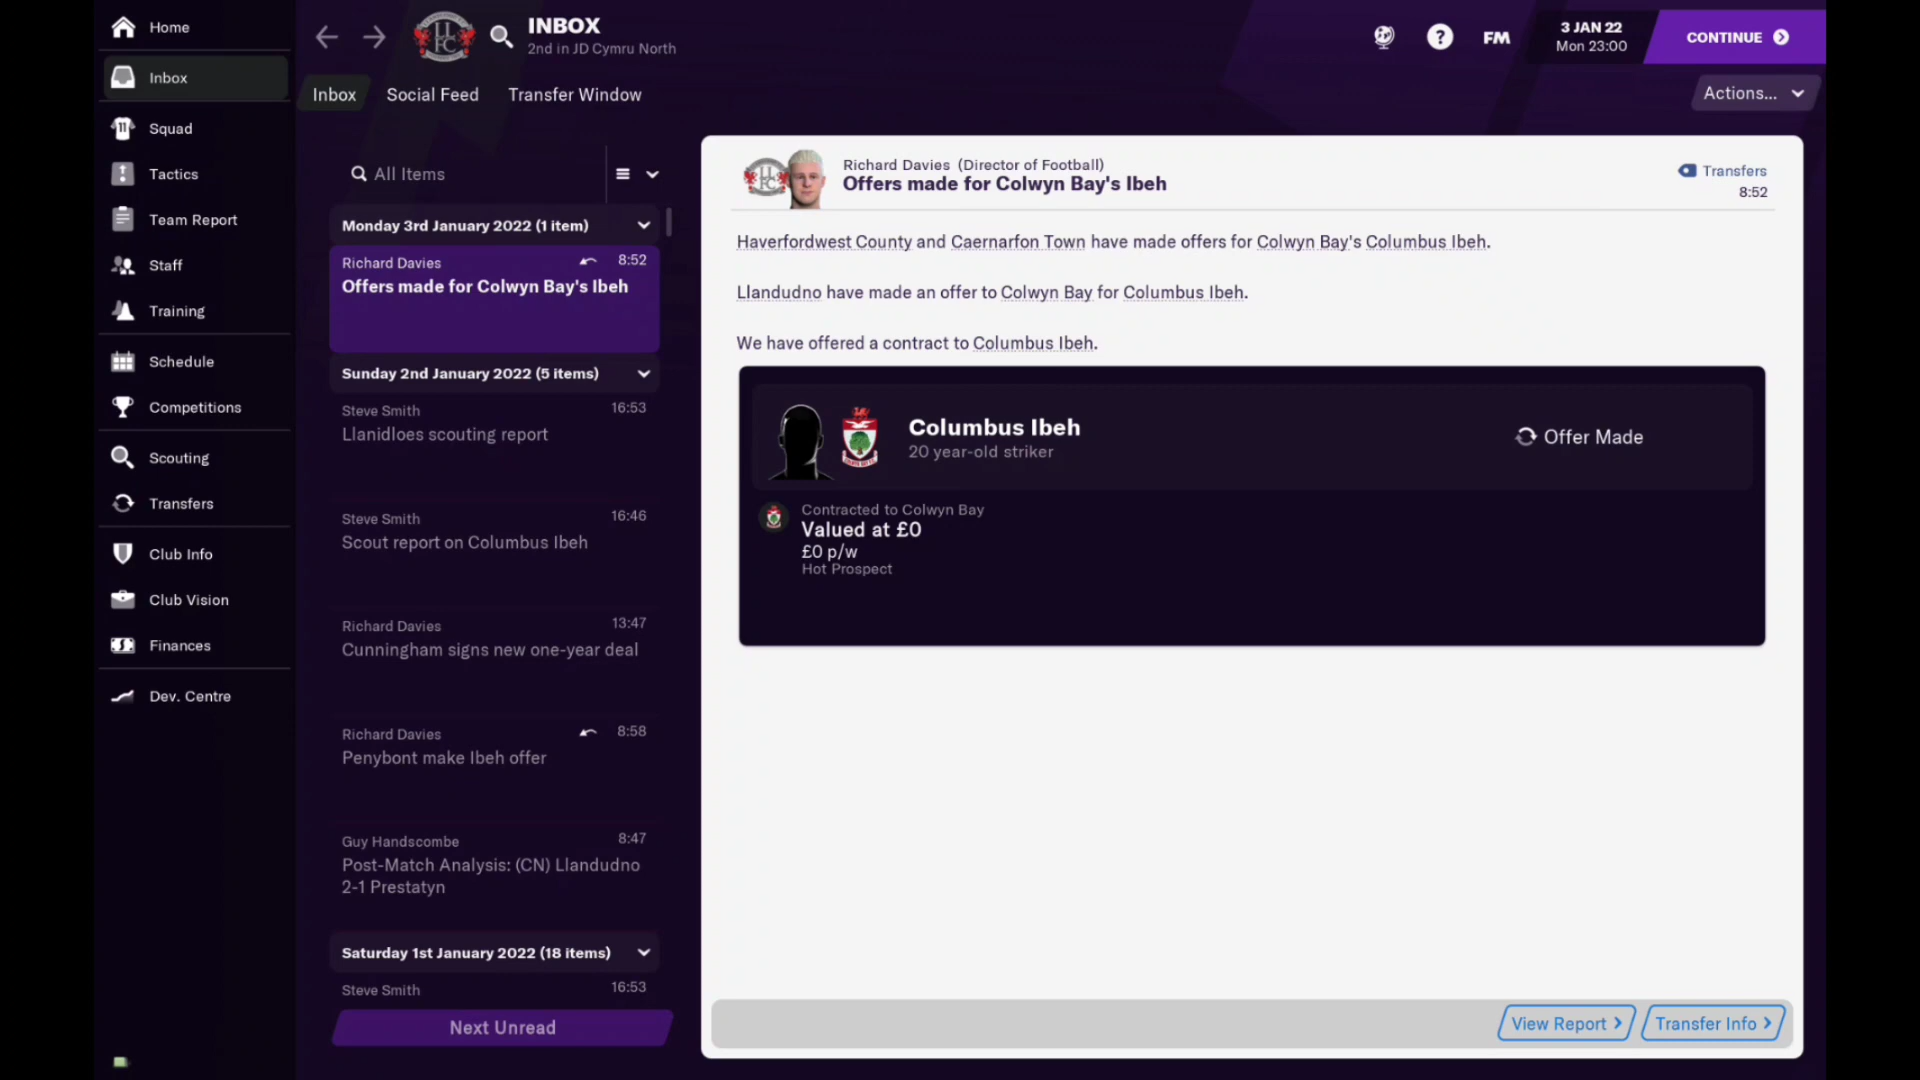 Home
Inbox
Squad
Tactics
Team Report
Staff
Training
Schedule
Competitions
Scouting
Transfers
Club Info
Club Vision
Finances
Dev. Centre
INBOX
2nd in JD Cymru North
FM
3 JAN 22
Mon 23:00
CONTINUE
Inbox Social Feed Transfer Window
Actions...
All Items
Monday 3rd January 2022 (1 item)
Richard Davies 8:52
Offers made for Colwyn Bay's Ibeh
Sunday 2nd January 2022 (5 items)
Steve Smith 16:53
Llanidloes scouting report
Steve Smith 16:46
Scout report on Columbus Ibeh
Richard Davies 13:47
Cunningham signs new one-year deal
Richard Davies 8:58
Penybont make Ibeh offer
Guy Handscombe 8:47
Post-Match Analysis: (CN) Llandudno
2-1 Prestatyn
Saturday 1st January 2022 (18 items)
Steve Smith 16:53
Next Unread
Richard Davies (Director of Football)
Offers made for Colwyn Bay's Ibeh
Transfers
8:52
Haverfordwest County and Caernarfon Town have made offers for Colwyn Bay's Columbus Ibeh.
Llandudno have made an offer to Colwyn Bay for Columbus Ibeh.
We have offered a contract to Columbus Ibeh.
Columbus Ibeh
20 year-old striker
Offer Made
Contracted to Colwyn Bay
Valued at £0
£0 p/w
Hot Prospect
View Report
Transfer Info